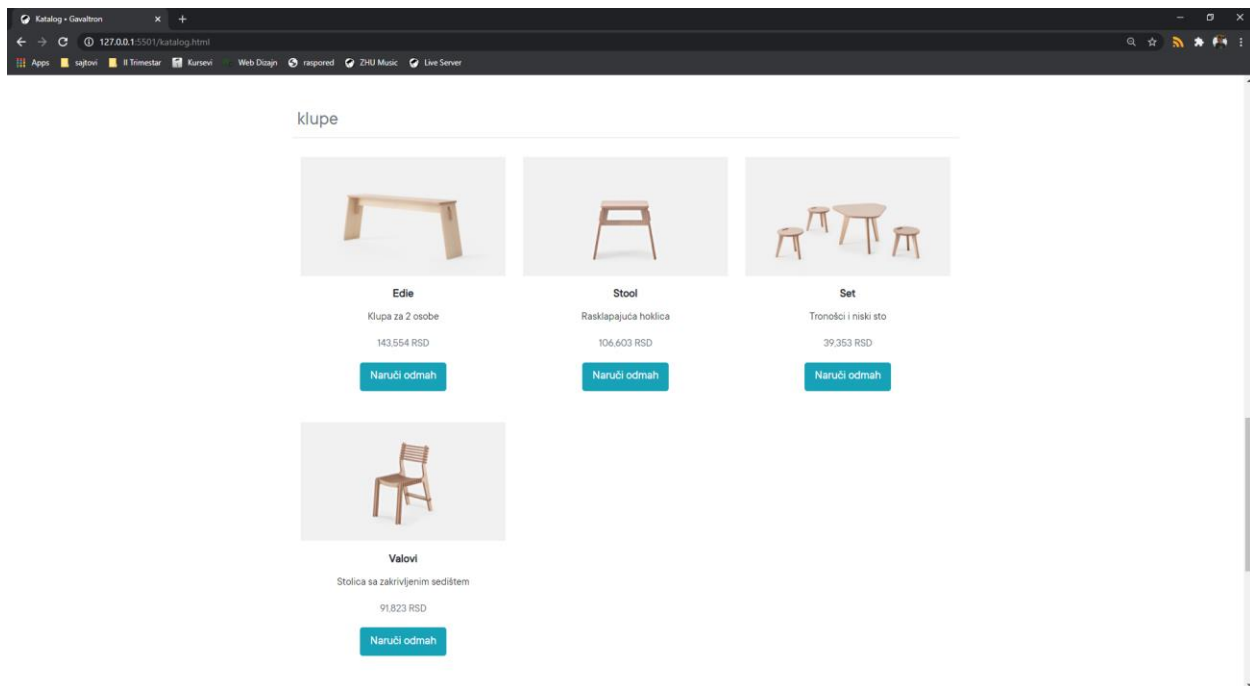 Katalog • Gavaltron
127.0.0.1:5501/katalog.html
Apps sajtovi II Trimestar Kursevi Web Dizajn raspored ZHU Music Live Server
klupe
Edie
Klupa za 2 osobe
143,554 RSD
Naruči odmah
Stool
Rasklapajuća hoklica
106,603 RSD
Naruči odmah
Set
Tronošci i niski sto
39,353 RSD
Naruči odmah
Valovi
Stolica sa zakrivljenim sedištem
91,823 RSD
Naruči odmah